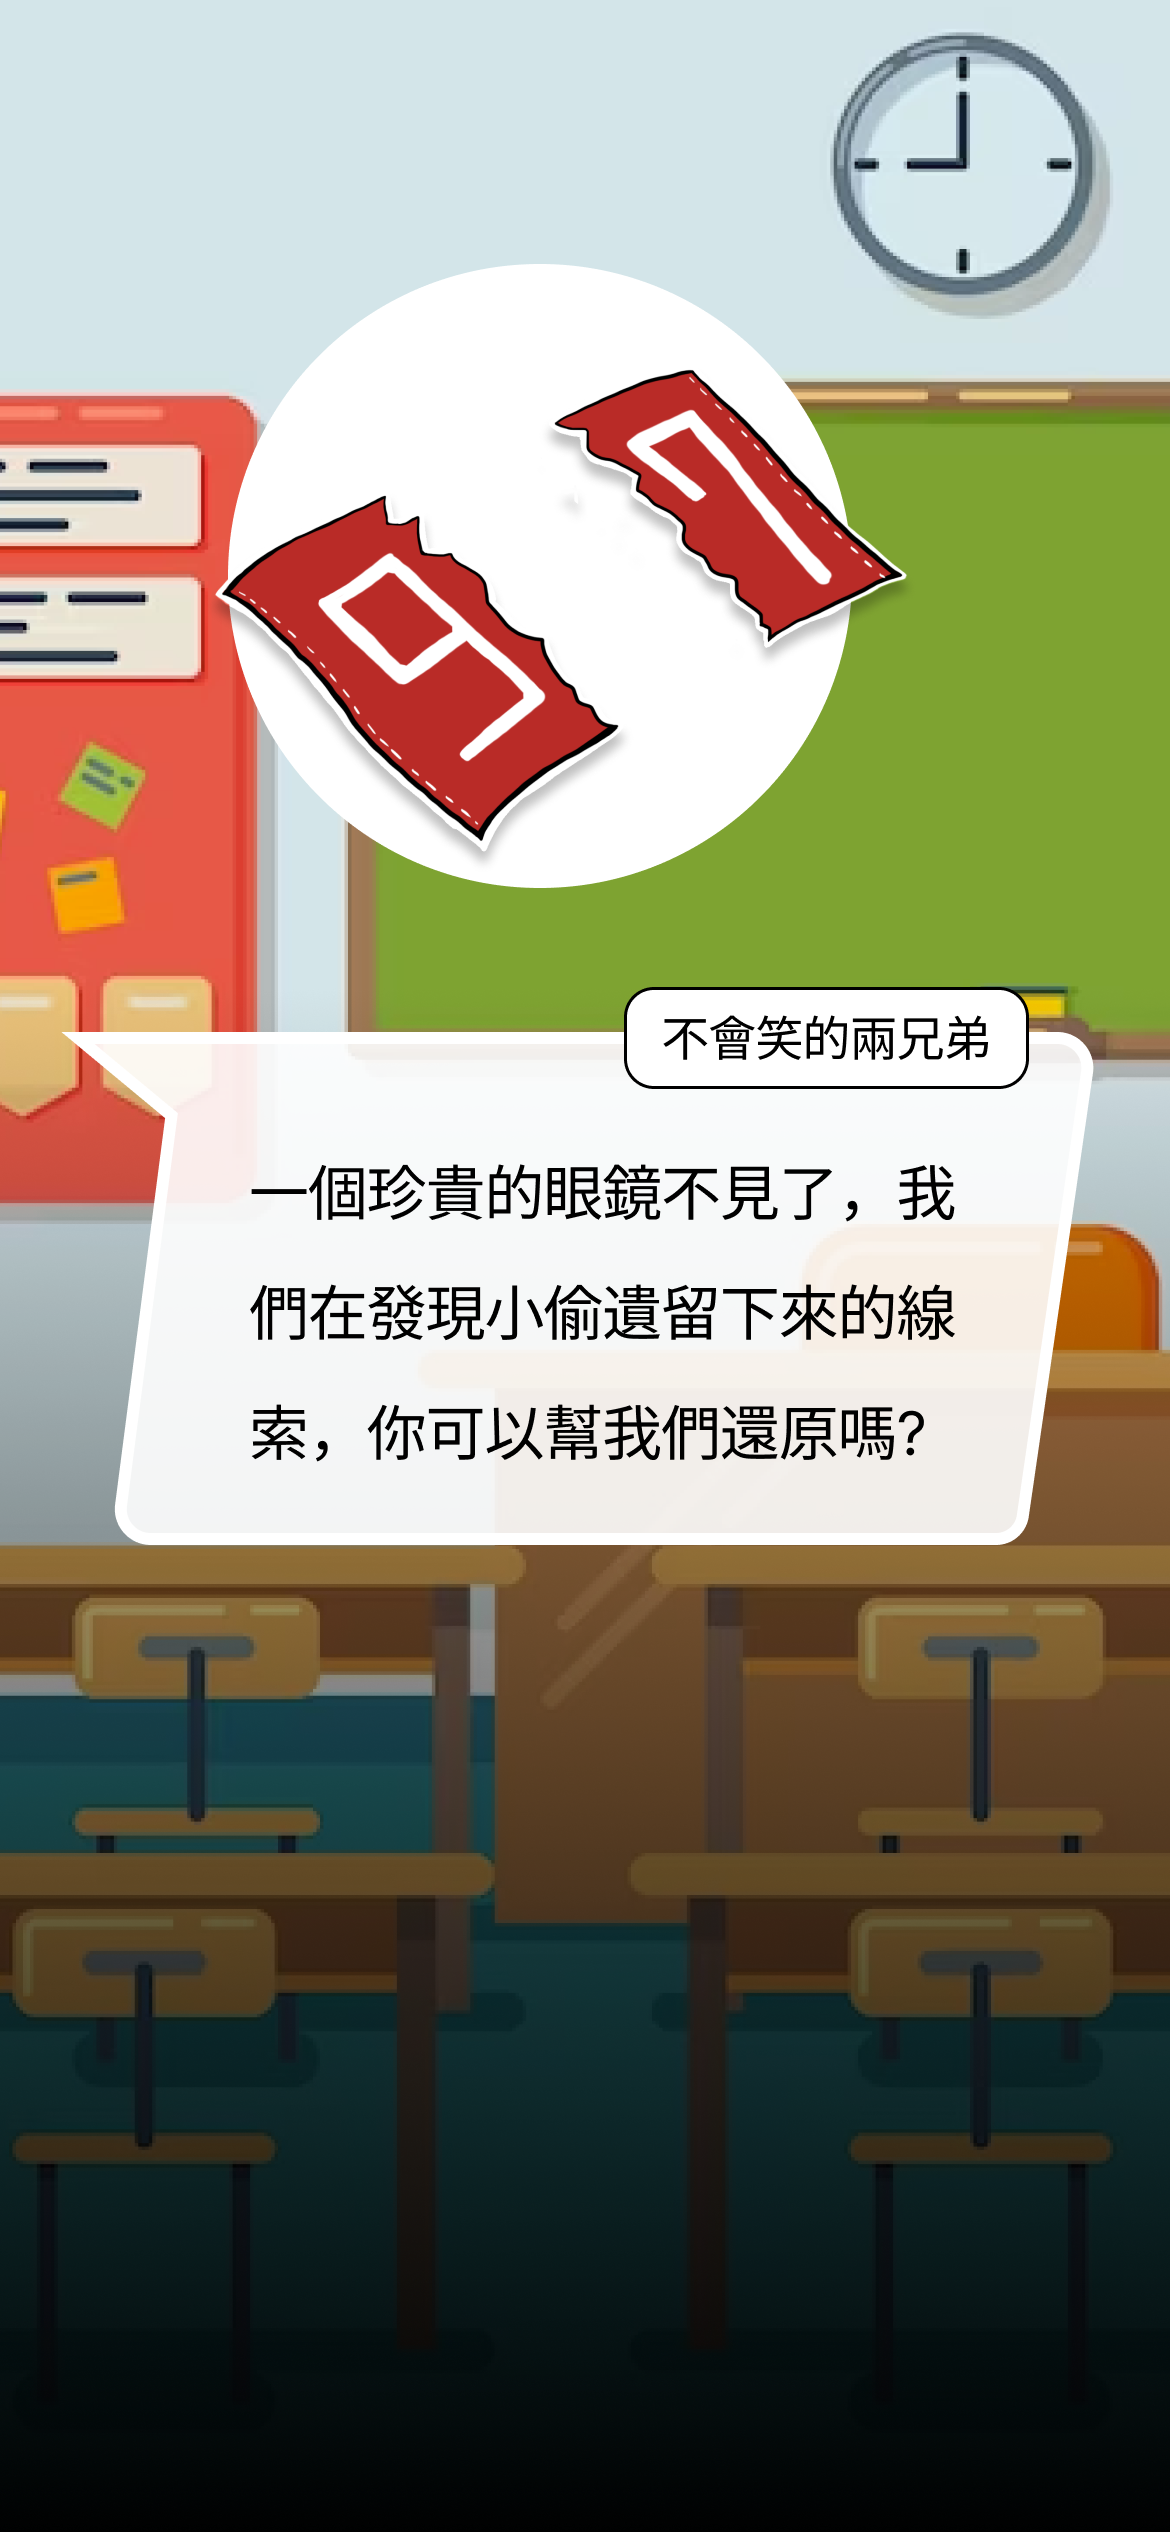 9
7
不會笑的兩兄弟
一個珍貴的眼鏡不見了，我
們在發現小偷遺留下來的線
索，你可以幫我們還原嗎?